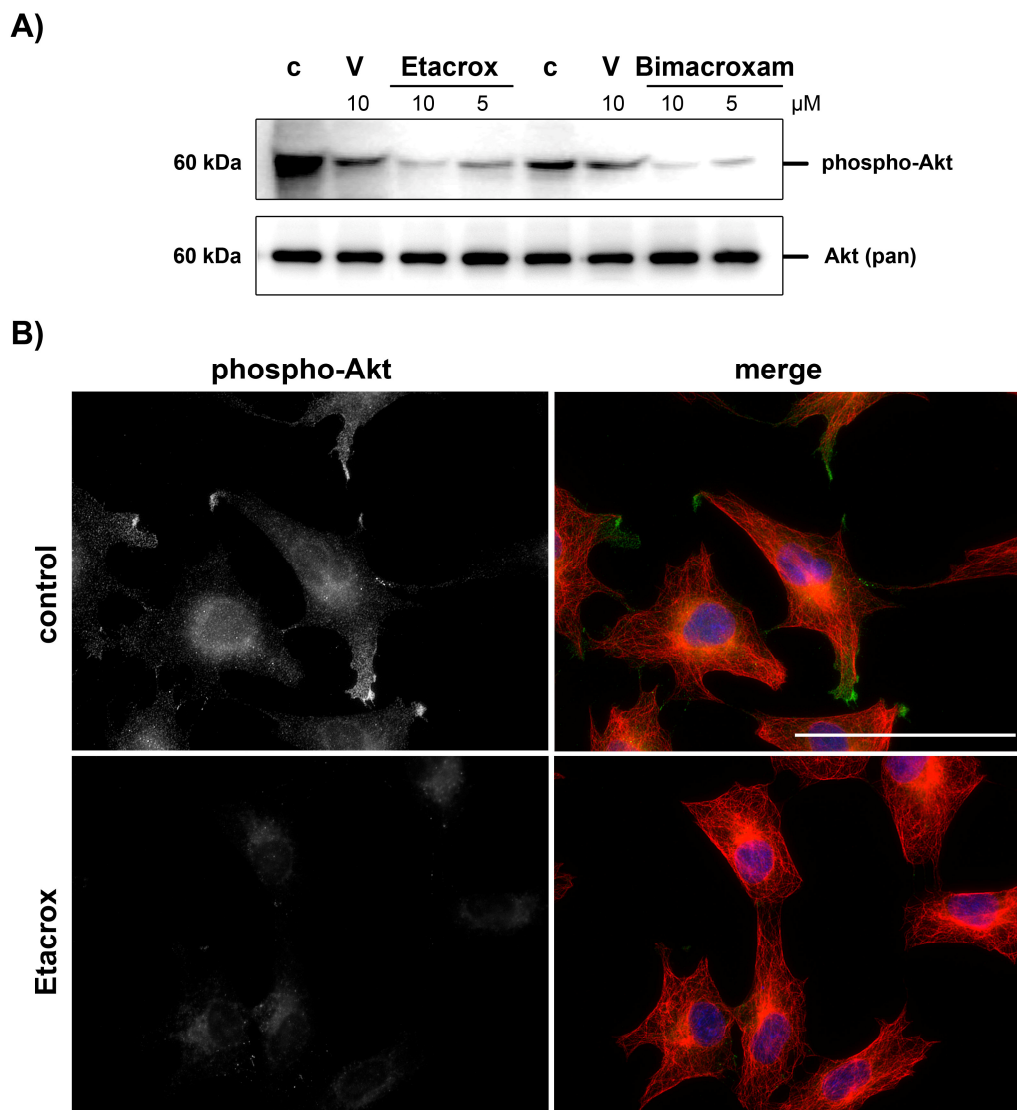 A)
c V Etacrox c V Bimacroxam
10 10 5 10 10 5 µM
60 kDa phospho-Akt
60 kDa Akt (pan)
B)
phospho-Akt merge
control
Etacrox